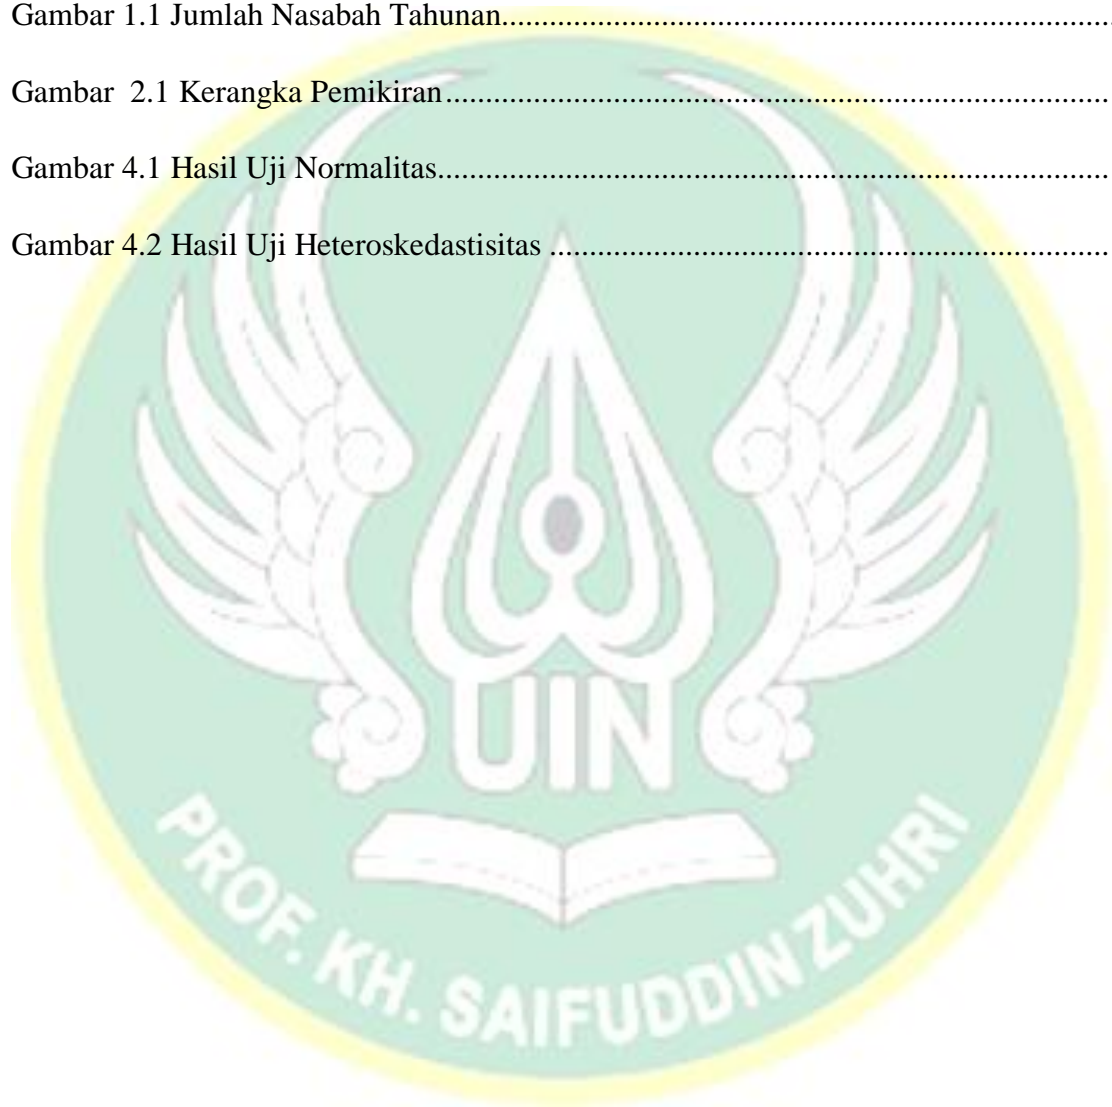 Gambar 1.1 Jumlah Nasabah Tahunan............................................................................
Gambar  2.1 Kerangka Pemikiran...................................................................................
Gambar 4.1 Hasil Uji Normalitas....................................................................................
Gambar 4.2 Hasil Uji Heteroskedastisitas ......................................................................
UIN
PROF. KH. SAIFUDDIN ZUHRI